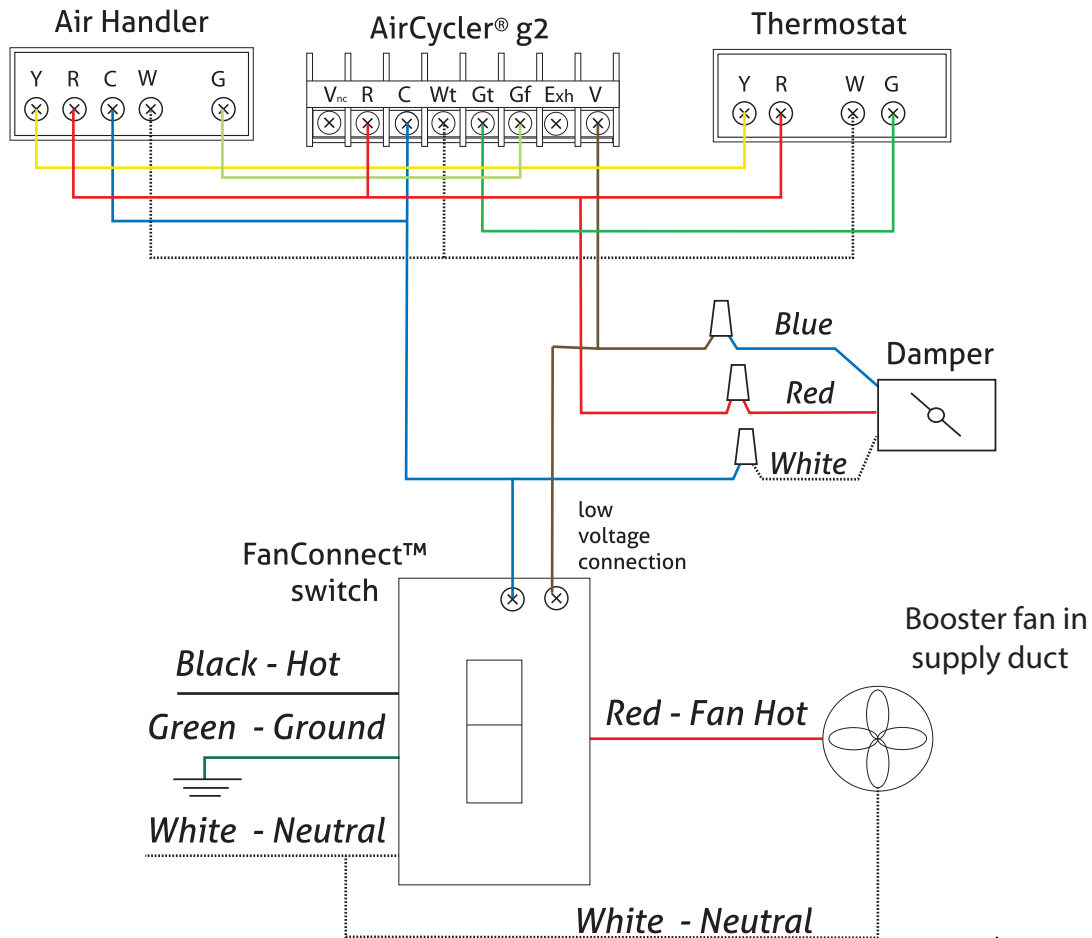 Air Handler
AirCycler® g2
Thermostat
Y R C W G
Vnc R C Wt Gt Gf Exh V
Y R W G
Blue
Damper
Red
White
low
voltage
connection
FanConnect™
switch
Booster fan in
supply duct
Black - Hot
Red - Fan Hot
Green - Ground
White - Neutral
White - Neutral